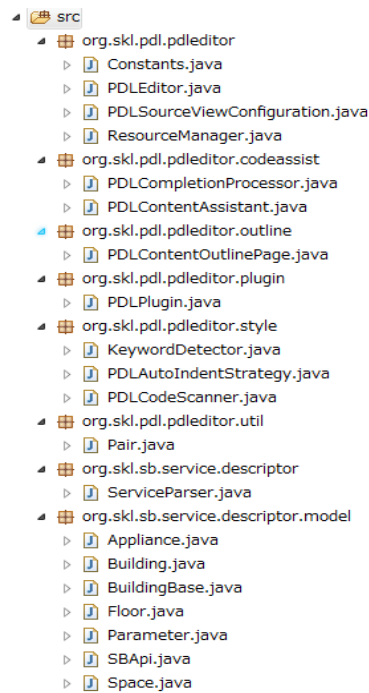 src
org.skl.pdl.pdleditor
Constants.java
PDLEditor.java
PDLSourceViewConfiguration.java
ResourceManager.java
org.skl.pdl.pdleditor.codeassist
PDLCompletionProcessor.java
PDLContentAssistant.java
org.skl.pdl.pdleditor.outline
PDLContentOutlinePage.java
org.skl.pdl.pdleditor.plugin
PDLPlugin.java
org.skl.pdl.pdleditor.style
KeywordDetector.java
PDLAutoIndentStrategy.java
PDLCodeScanner.java
org.skl.pdl.pdleditor.util
Pair.java
org.skl.sb.service.descriptor
ServiceParser.java
org.skl.sb.service.descriptor.model
Appliance.java
Building.java
BuildingBase.java
Floor.java
Parameter.java
SBApi.java
Space.java